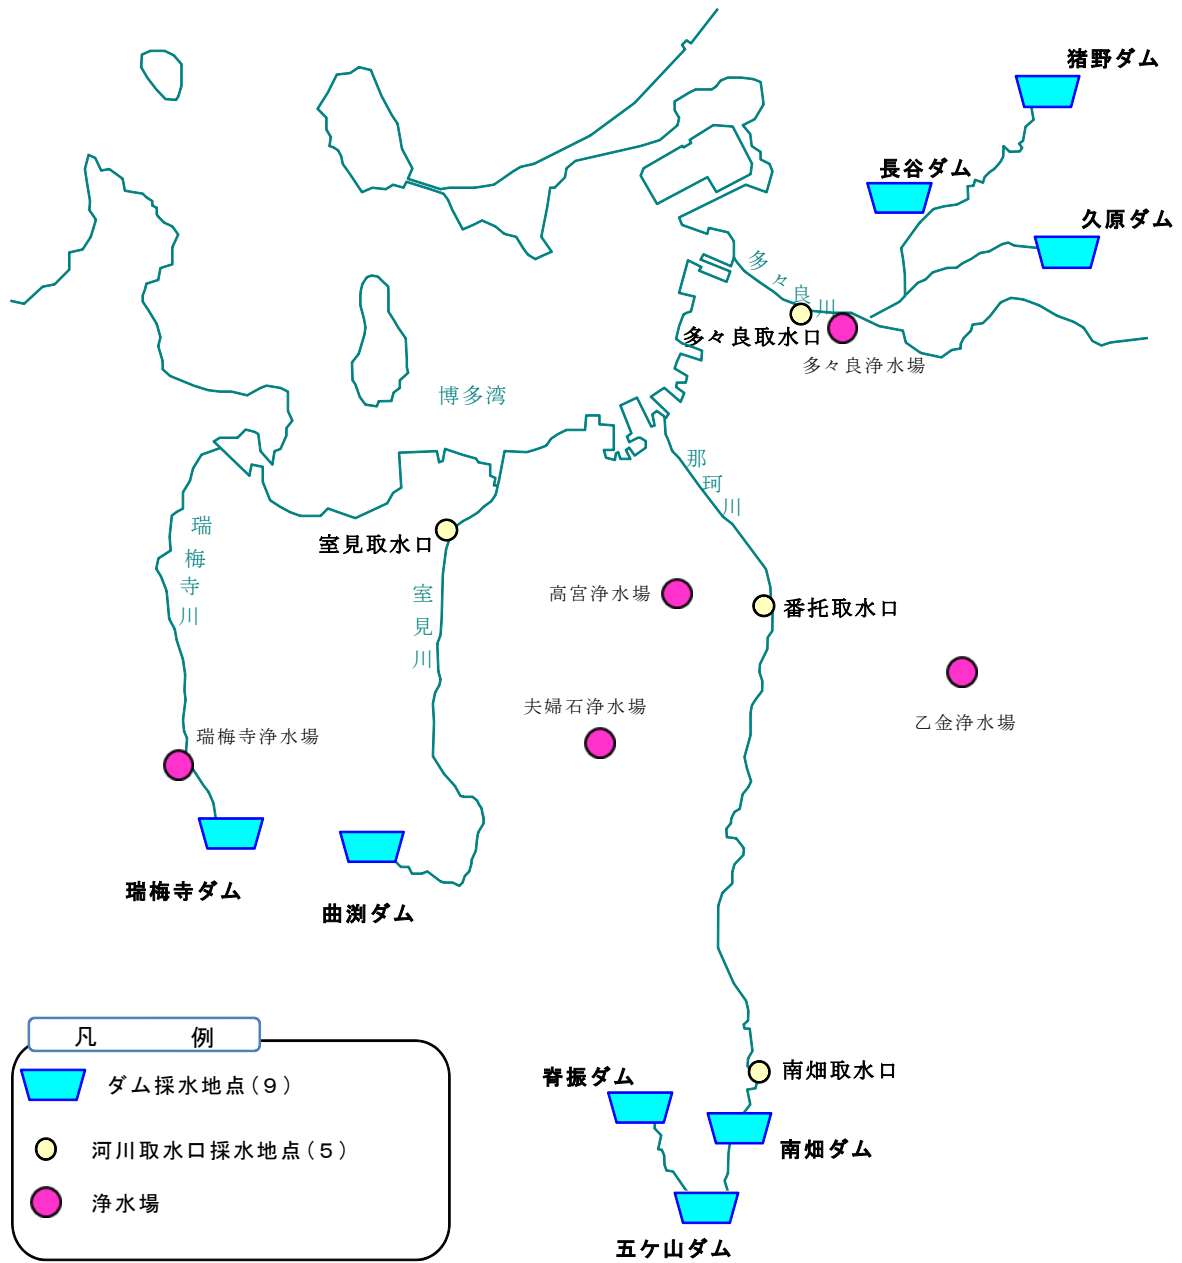 猪野ダム
長谷ダム
久原ダム
多々良川
多々良取水口
多々良浄水場
博多湾
那珂川
瑞梅寺川
室見取水口
室見川
高宮浄水場
番托取水口
夫婦石浄水場
乙金浄水場
瑞梅寺浄水場
瑞梅寺ダム
曲渕ダム
凡 例
ダム採水地点(9)
河川取水口採水地点(5)
浄水場
脊振ダム
南畑取水口
南畑ダム
五ケ山ダム